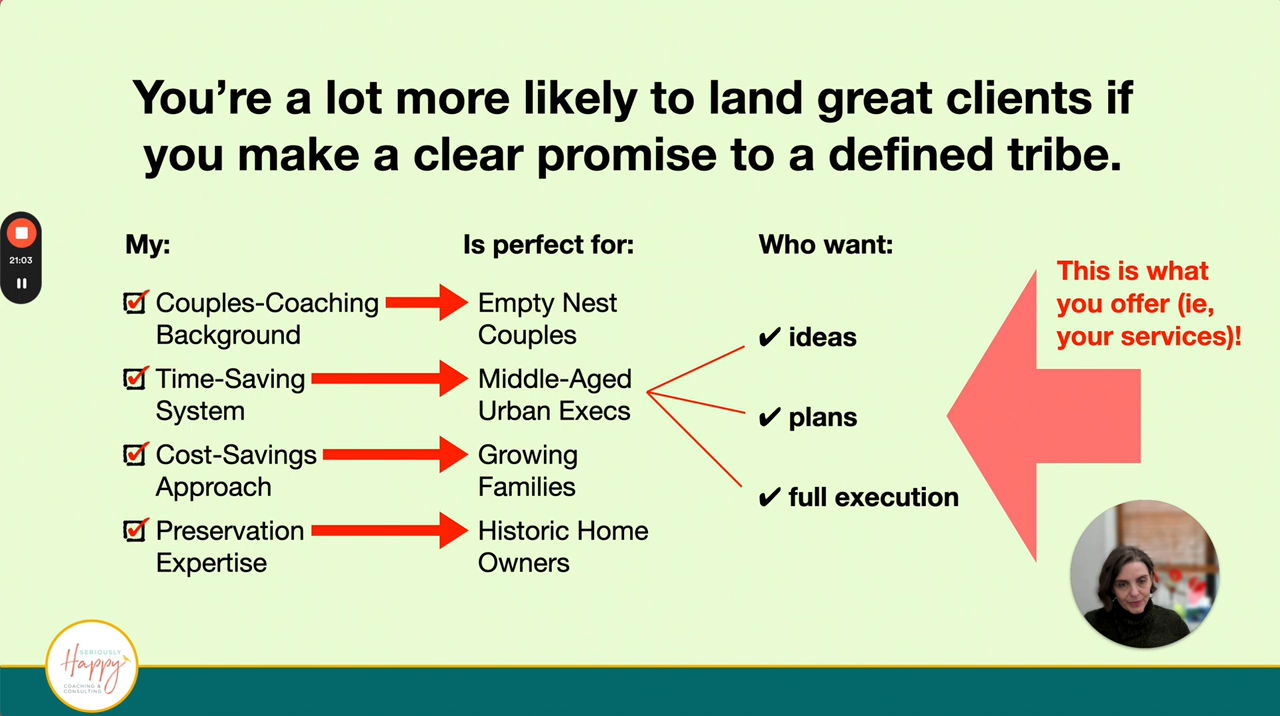 You're a lot more likely to land great clients if
you make a clear promise to a defined tribe.
My:
Is perfect for:
Who want:
Couples-Coaching
Background
Empty Nest
Couples
Time-Saving
System
Middle-Aged
Urban Execs
Cost-Savings
Approach
Growing
Families
Preservation
Expertise
Historic Home
Owners
✔ ideas
✔ plans
✔ full execution
This is what
you offer (ie,
your services)!
21:03
SERIOUSLY
Happy
COACHING &
CONSULTING